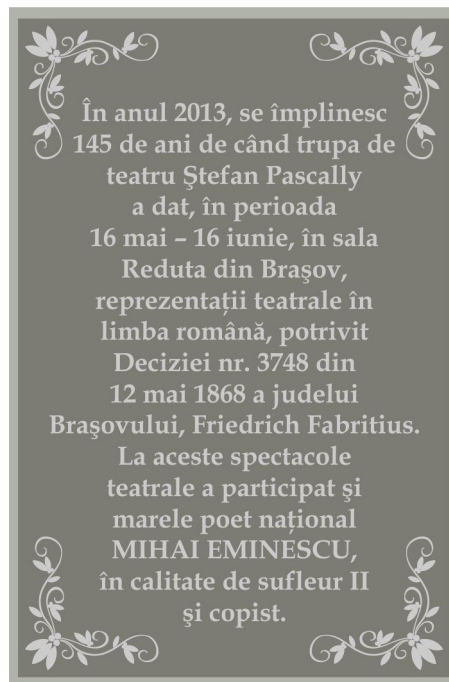 În anul 2013, se împlinesc
145 de ani de când trupa de
teatru Ştefan Pascally
a dat, în perioada
16 mai – 16 iunie, în sala
Reduta din Braşov,
reprezentaţii teatrale în
limba română, potrivit
Deciziei nr. 3748 din
12 mai 1868 a judelui
Braşovului, Friedrich Fabritius.
La aceste spectacole
teatrale a participat şi
marele poet naţional
MIHAI EMINESCU,
în calitate de sufleur II
şi copist.